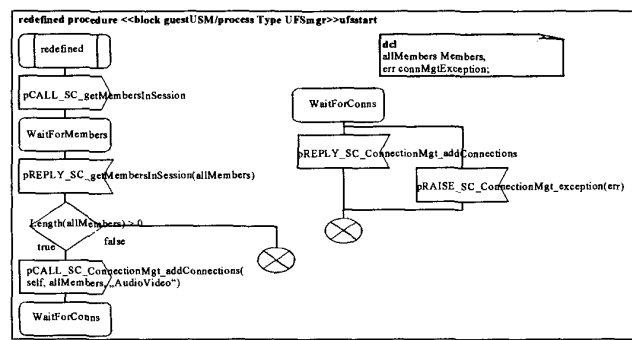 redefined procedure <<block guestUSM/process Type UFSmgr>>ufsstart
redefined
pCALL_SC_getMembersInSession
WaitForMembers
pREPLY_SC_getMembersInSession(allMembers)
Length(allMembers) > 0
true
false
pCALL_SC_ConnectionMgt_addConnections(
self, allMembers, „AudioVideo“)
WaitForConns
dcl
allMembers Members,
err connMgtException;
WaitForConns
pREPLY_SC_ConnectionMgt_addConnections
pRAISE_SC_ConnectionMgt_exception(err)